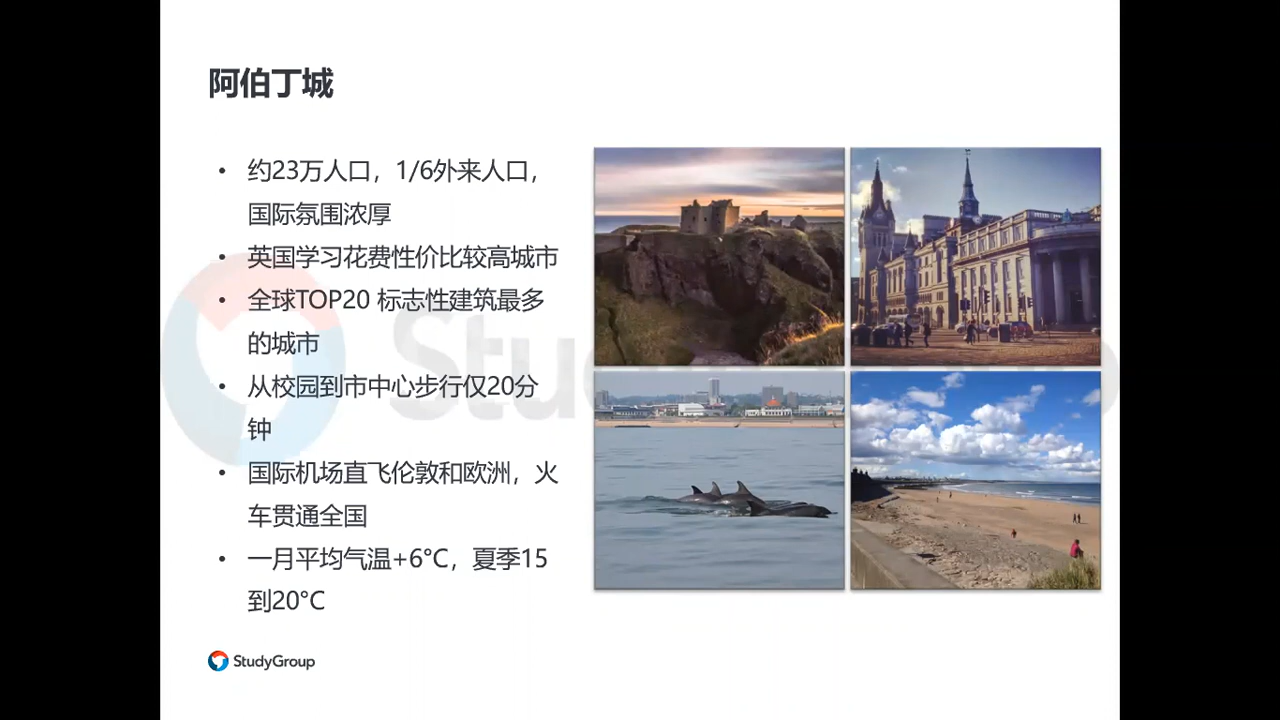 阿伯丁城
• 约23万人口，1/6外来人口，
国际氛围浓厚
• 英国学习花费性价比较高城市
• 全球TOP20 标志性建筑最多
的城市
• 从校园到市中心步行仅20分
钟
• 国际机场直飞伦敦和欧洲，火
车贯通全国
• 一月平均气温+6°C，夏季15
到20°C
StudyGroup